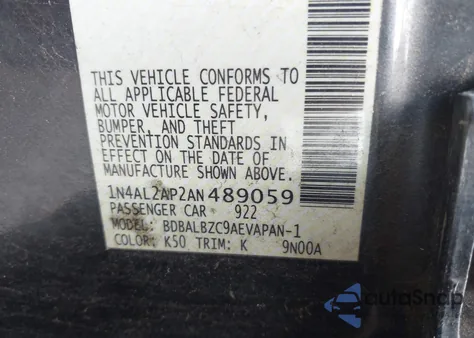 THIS VEHICLE CONFORMS TO
ALL APPLICABLE FEDERAL
MOTOR VEHICLE SAFETY,
BUMPER, AND THEFT
PREVENTION STANDARDS IN
EFFECT ON THE DATE OF
MANUFACTURE SHOWN ABOVE.
1N4AL2AP2AN489059
PASSENGER CAR 922
MODEL: BDBALBZC9AEVAPAN-1
COLOR: K50 TRIM: K 9N00A
autoSnap